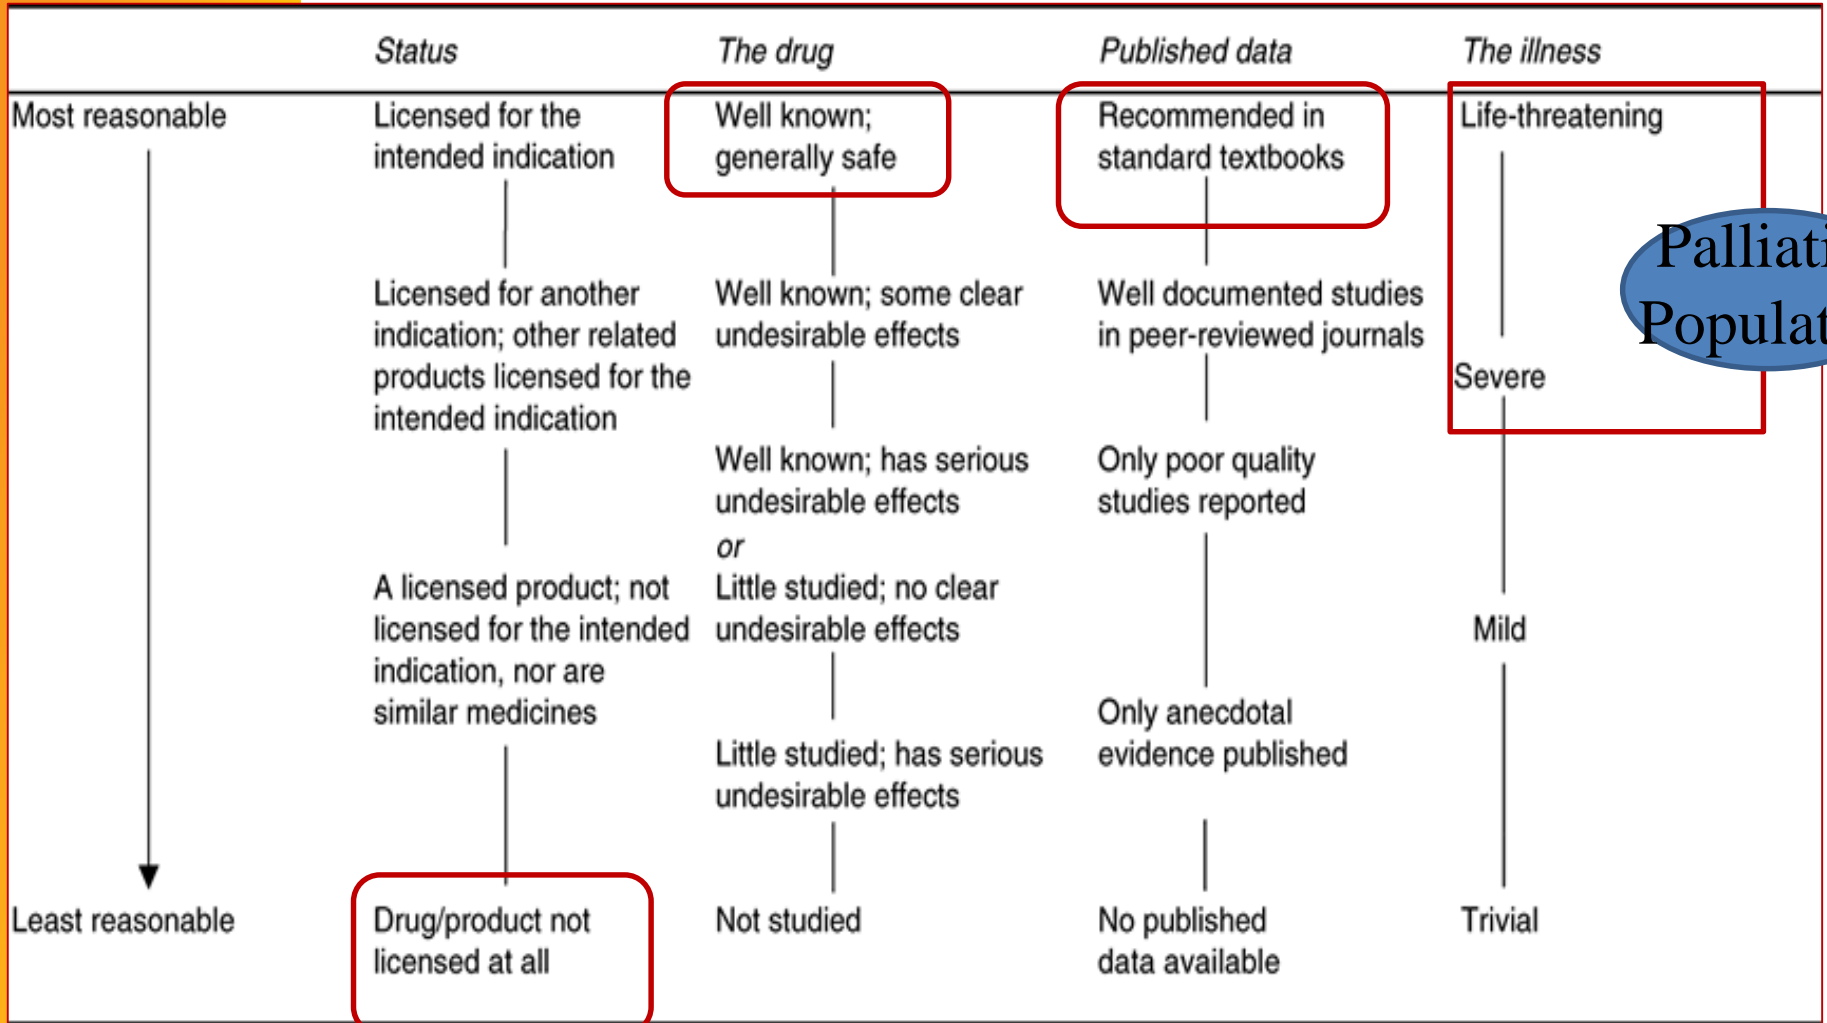 Status
The drug
Published data
The illness
Most reasonable
Licensed for the
intended indication
Well known;
generally safe
Recommended in
standard textbooks
Life-threatening
Licensed for another
indication; other related
products licensed for the
intended indication
Well known; some clear
undesirable effects
Well documented studies
in peer-reviewed journals
Palliati
Populat
Severe
Well known; has serious
undesirable effects
or
Little studied; no clear
undesirable effects
Only poor quality
studies reported
A licensed product; not
licensed for the intended
indication, nor are
similar medicines
Mild
Little studied; has serious
undesirable effects
Only anecdotal
evidence published
Least reasonable
Drug/product not
licensed at all
Not studied
No published
data available
Trivial